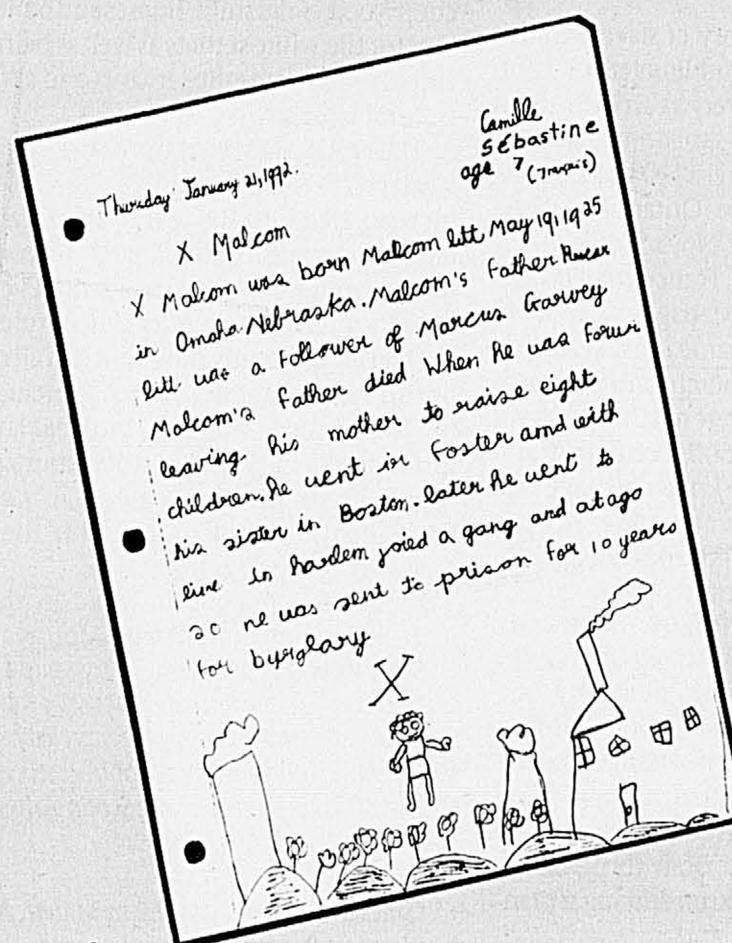 Camille
Sébastine
age 7
(Français)
Thursday January 21, 1992.
X Malcom
X Malcom was born Malcom litt May 19, 1925
in Omaha Nebraska. Malcom's Father
litt was a Follower of Marcus Garvey
Malcom's Father died When he was
leaving his mother to raise eight
children. he went in Foster and with
his sister in Boston. later he went to
live in harlem joied a gang and at ago
20 he was sent to prison for 10 years
for byrglary
X